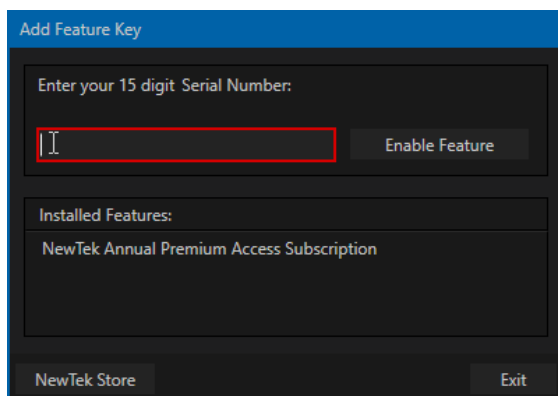 Add Feature Key
Enter your 15 digit Serial Number:
Enable Feature
Installed Features:
NewTek Annual Premium Access Subscription
NewTek Store
Exit